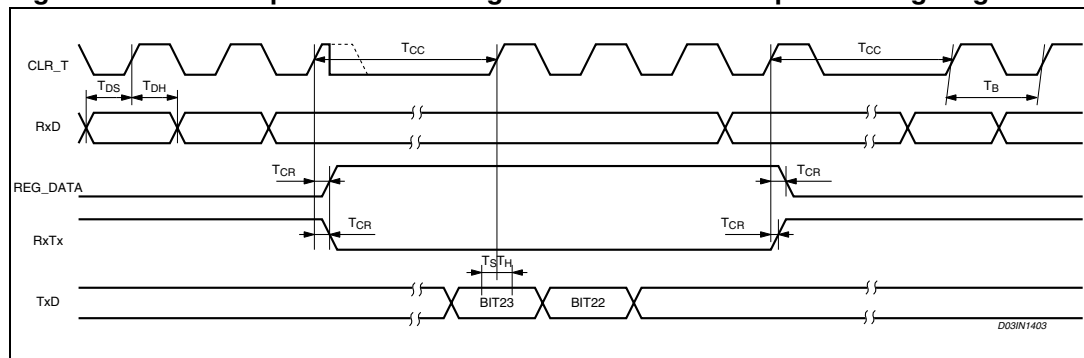 CLR_T
TCC
TCC
TDS
TDH
TB
RxD
TCR
TCR
REG_DATA
TCR
TCR
RxTx
TS TH
TxD
BIT23
BIT22
D03IN1403